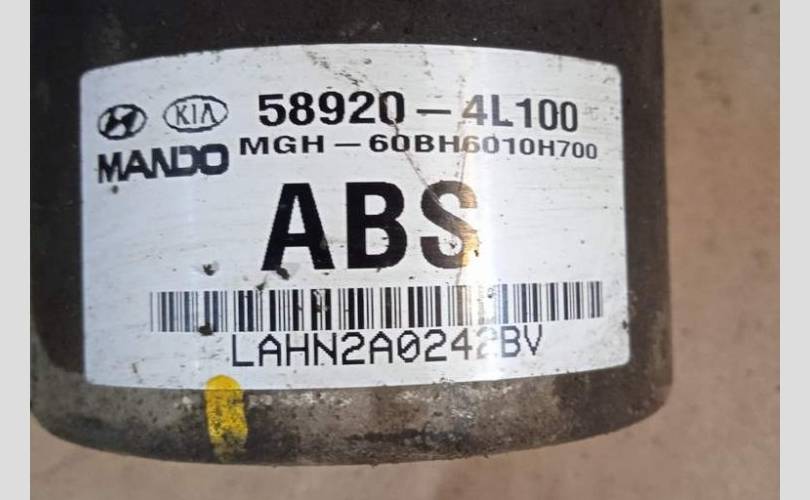 KIA 58920-4L100
MANDO MGH-60BH6010H700
ABS
LAHN2A0242BV